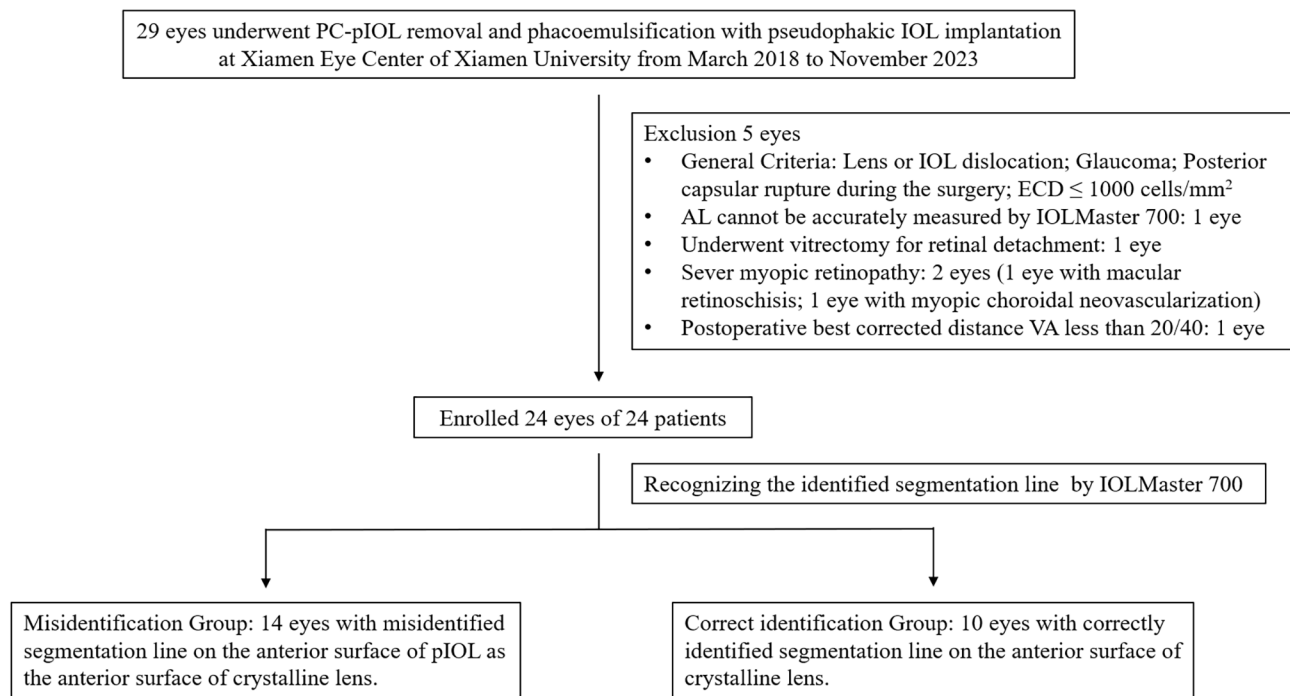 29 eyes underwent PC-pIOL removal and phacoemulsification with pseudophakic IOL implantation
at Xiamen Eye Center of Xiamen University from March 2018 to November 2023
Exclusion 5 eyes
• General Criteria: Lens or IOL dislocation; Glaucoma; Posterior
capsular rupture during the surgery; ECD ≤ 1000 cells/mm²
• AL cannot be accurately measured by IOLMaster 700: 1 eye
• Underwent vitrectomy for retinal detachment: 1 eye
• Sever myopic retinopathy: 2 eyes (1 eye with macular
retinoschisis; 1 eye with myopic choroidal neovascularization)
• Postoperative best corrected distance VA less than 20/40: 1 eye
Enrolled 24 eyes of 24 patients
Recognizing the identified segmentation line by IOLMaster 700
Misidentification Group: 14 eyes with misidentified
segmentation line on the anterior surface of pIOL as
the anterior surface of crystalline lens.
Correct identification Group: 10 eyes with correctly
identified segmentation line on the anterior surface of
crystalline lens.